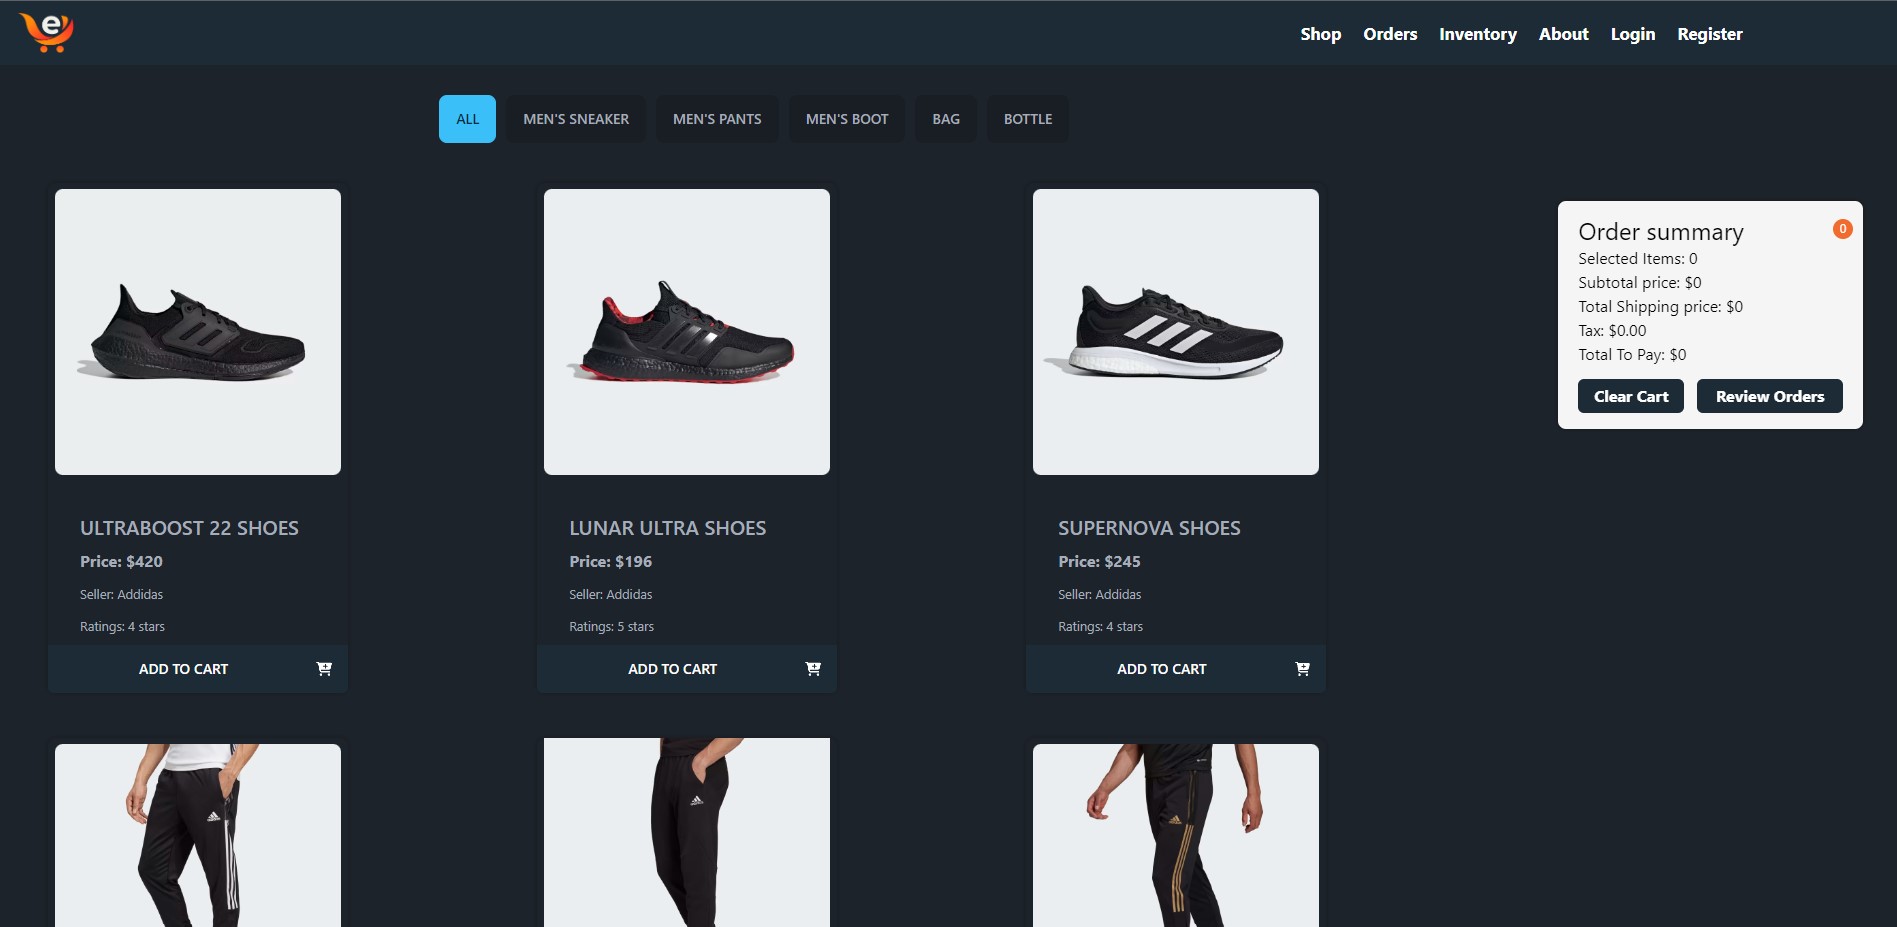 e
Shop Orders Inventory About Login Register
ALL MEN'S SNEAKER MEN'S PANTS MEN'S BOOT BAG BOTTLE
ULTRABOOST 22 SHOES
Price: $420
Seller: Addidas
Ratings: 4 stars
ADD TO CART
LUNAR ULTRA SHOES
Price: $196
Seller: Addidas
Ratings: 5 stars
ADD TO CART
SUPERNOVA SHOES
Price: $245
Seller: Addidas
Ratings: 4 stars
ADD TO CART
Order summary 0
Selected Items: 0
Subtotal price: $0
Total Shipping price: $0
Tax: $0.00
Total To Pay: $0
Clear Cart Review Orders